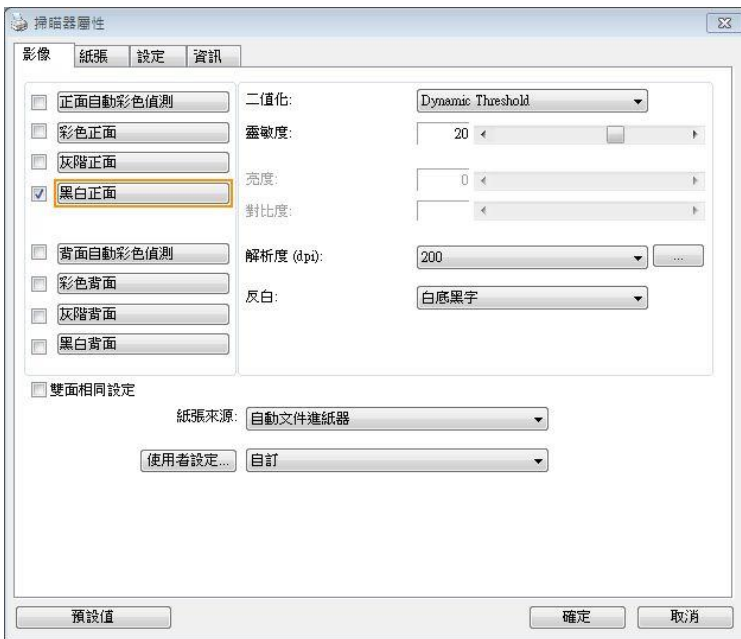 掃瞄器屬性
影像 紙張 設定 資訊
正面自動彩色偵測
彩色正面
灰階正面
黑白正面
背面自動彩色偵測
彩色背面
灰階背面
黑白背面
二值化: Dynamic Threshold
靈敏度: 20
亮度: 0
對比度:
解析度 (dpi): 200 ...
反白: 白底黑字
雙面相同設定
紙張來源: 自動文件進紙器
使用者設定... 自訂
預設值 確定 取消